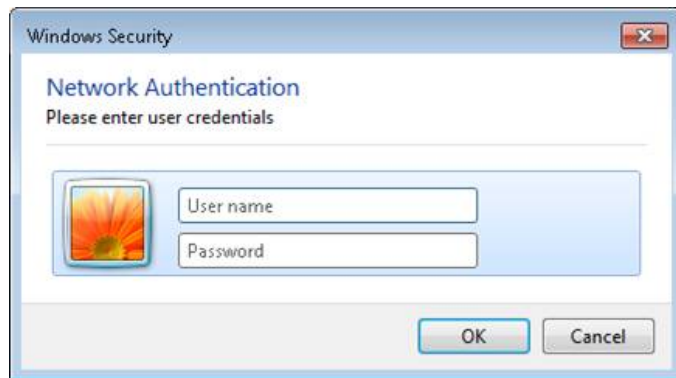 Windows Security
Network Authentication
Please enter user credentials
User name
Password
OK Cancel